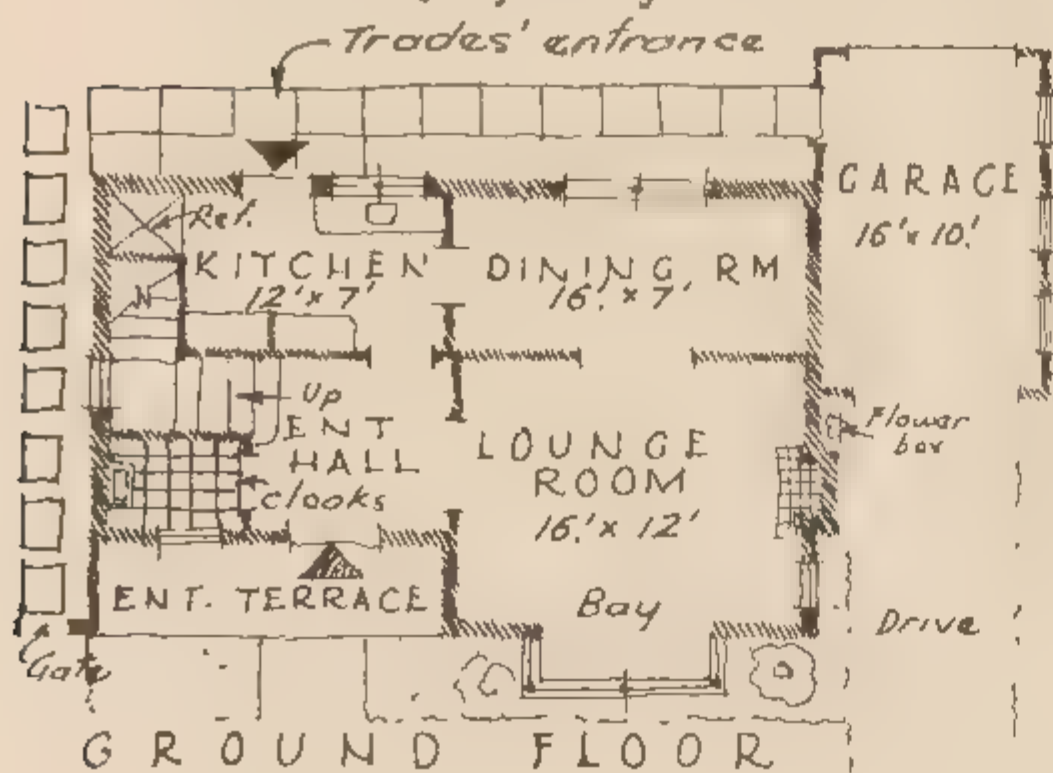 Trades' entrance
GARAGE
16' x 10'
Ref.
KITCHEN
12' x 7'
DINING RM
16' x 7'
N
Up
ENT
HALL
clooks
LOUNGE
ROOM
16' x 12'
Flower
box
ENT. TERRACE
Bay
Drive
Gate
GROUND FLOOR